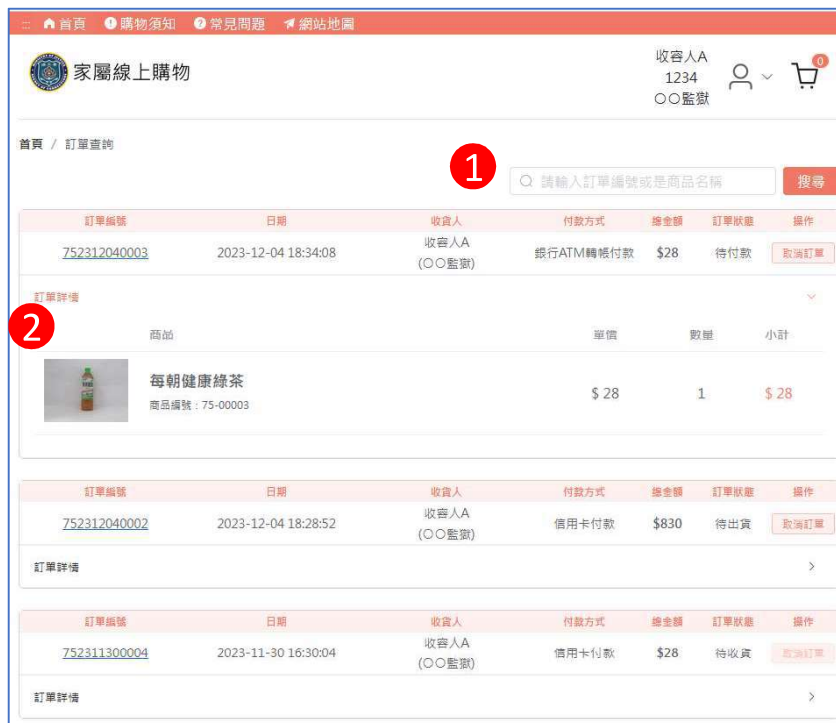 首頁 購物須知 常見問題 網站地圖
家屬線上購物
收容人A
1234
○○監獄
0
首頁 / 訂單查詢
1
請輸入訂單編號或是商品名稱 搜尋
訂單編號 日期 收貨人 付款方式 總金額 訂單狀態 操作
752312040003 2023-12-04 18:34:08 收容人A (○○監獄) 銀行ATM轉帳付款 $28 待付款 取消訂單
訂單詳情
2
商品 單價 數量 小計
每朝健康綠茶 $ 28 1 $ 28
商品編號：75-00003
訂單編號 日期 收貨人 付款方式 總金額 訂單狀態 操作
752312040002 2023-12-04 18:28:52 收容人A (○○監獄) 信用卡付款 $830 待出貨 取消訂單
訂單詳情
訂單編號 日期 收貨人 付款方式 總金額 訂單狀態 操作
752311300004 2023-11-30 16:30:04 收容人A (○○監獄) 信用卡付款 $28 待收貨 取消訂單
訂單詳情